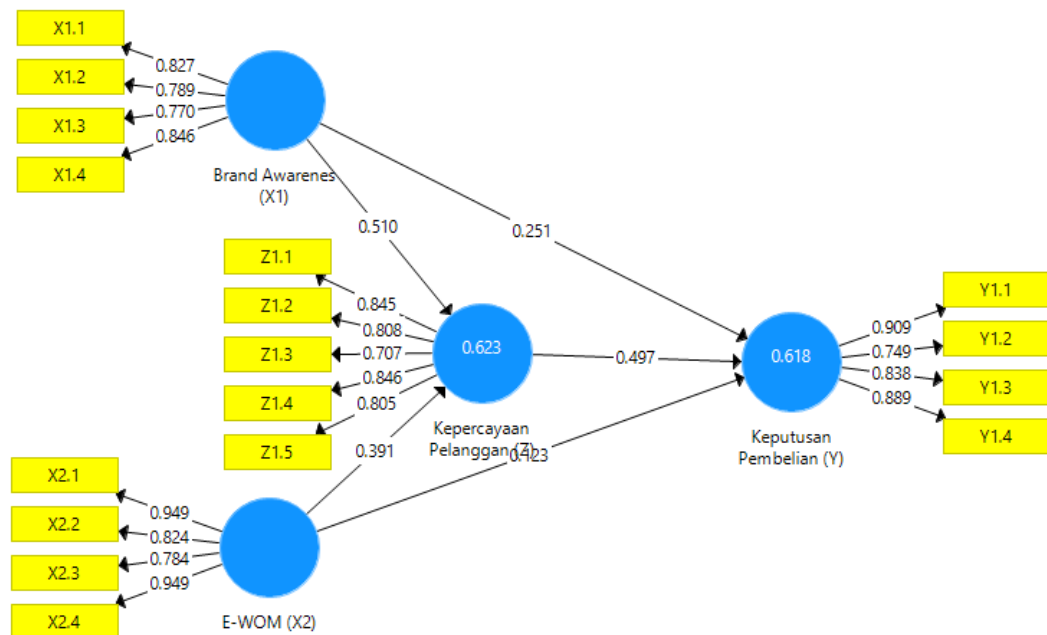 X1.1
X1.2
X1.3
X1.4
0.827
0.789
0.770
0.846
Brand Awarenes
(X1)
0.510
0.251
Z1.1
Z1.2
Z1.3
Z1.4
Z1.5
0.845
0.808
0.707
0.846
0.805
0.623
Kepercayaan
Pelanggan (Z)
0.497
0.618
Keputusan
Pembelian (Y)
0.909
0.749
0.838
0.889
Y1.1
Y1.2
Y1.3
Y1.4
0.391
0.123
X2.1
X2.2
X2.3
X2.4
0.949
0.824
0.784
0.949
E-WOM (X2)